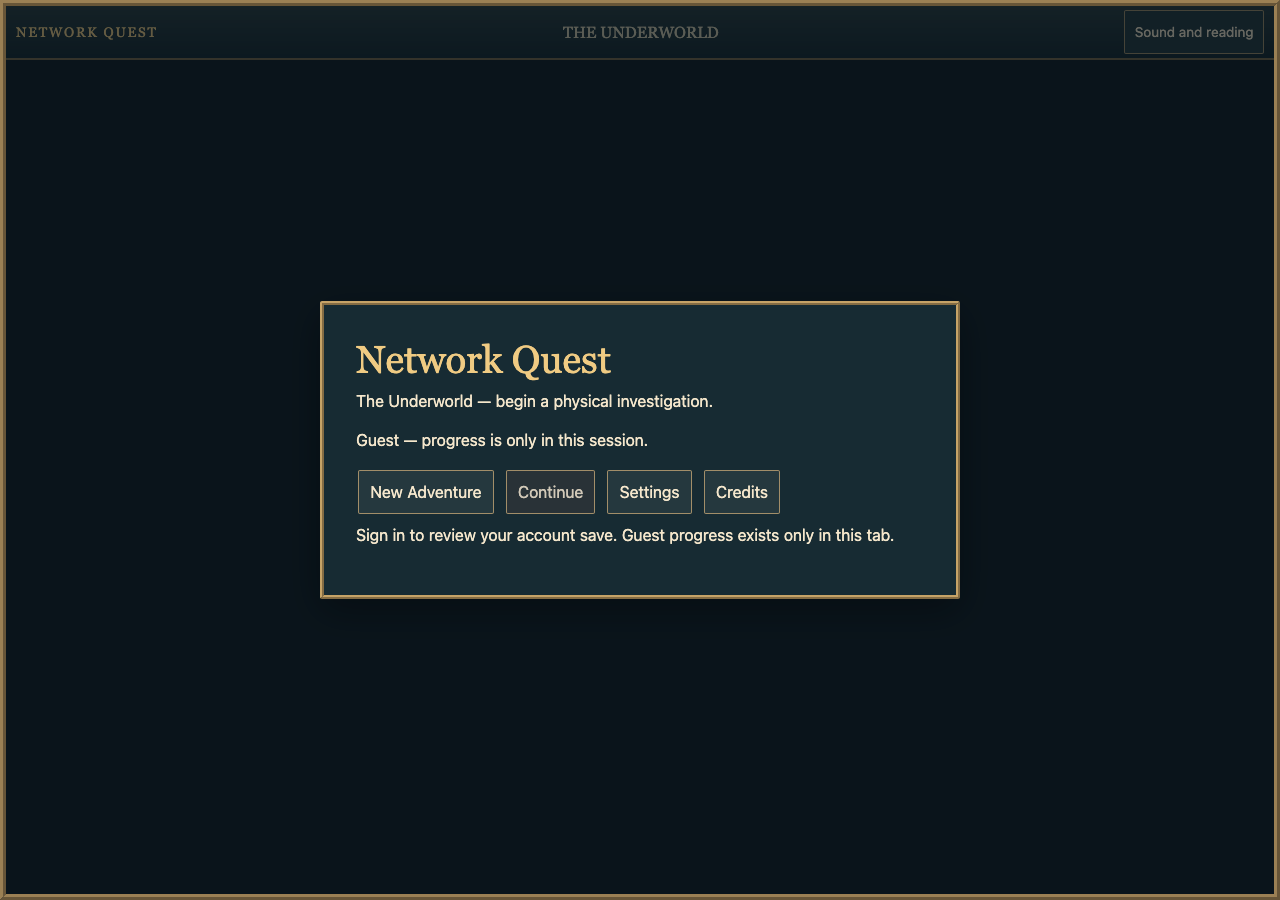 NETWORK QUEST
THE UNDERWORLD
Sound and reading
Network Quest
The Underworld — begin a physical investigation.
Guest — progress is only in this session.
New Adventure
Continue
Settings
Credits
Sign in to review your account save. Guest progress exists only in this tab.